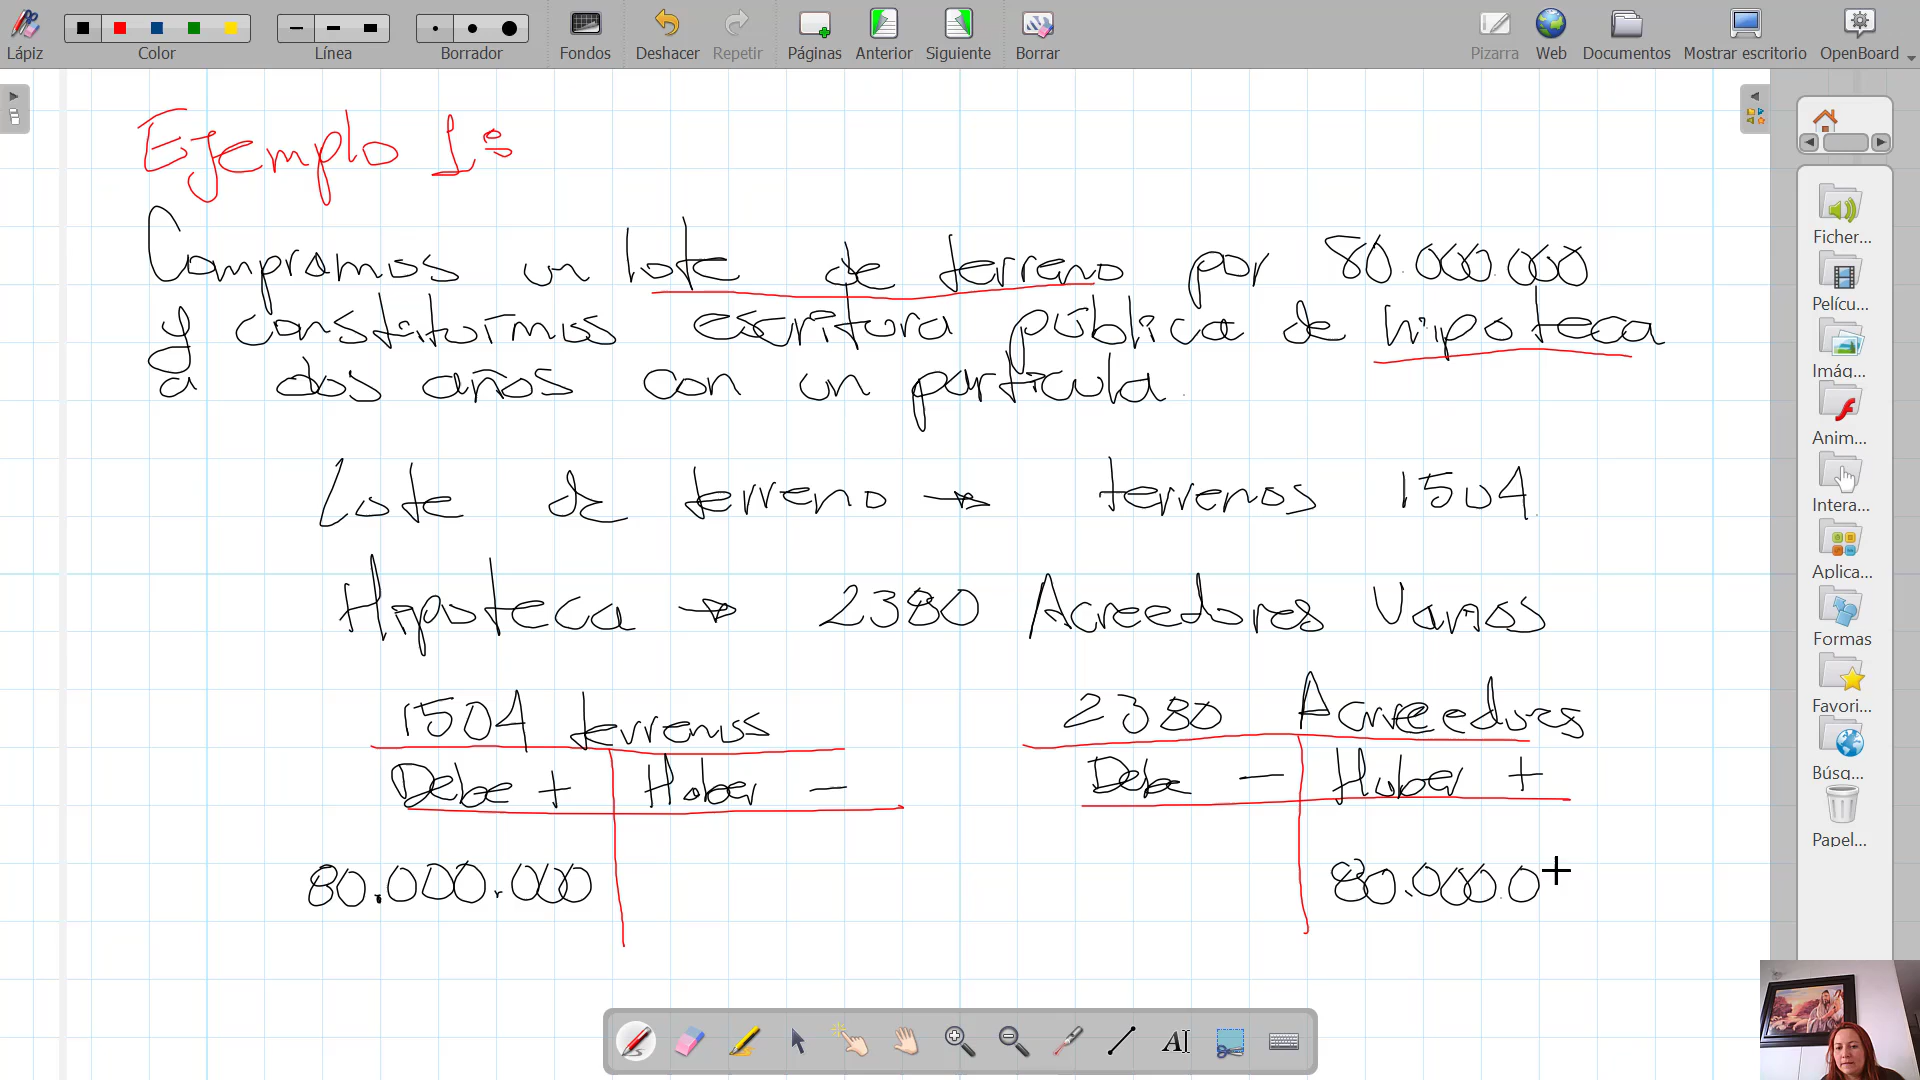 Lápiz Color Línea Borrador Fondos Deshacer Repetir Páginas Anterior Siguiente Borrar Pizarra Web Documentos Mostrar escritorio OpenBoard
Ejemplo 1:
Compramos un lote de terreno por 80.000.000
y constituímos escritura pública de hipoteca
a dos años con un particula
Lote de terreno → terrenos 1504
Hipoteca → 2380 Acreedores Varios
1504 terrenos
2380 Acreedores
Debe + Haber -
Debe - Haber +
80.000.000
80.000.0
Ficher...
Pelícu...
Imág...
Anim...
Intera...
Aplica...
Formas
Favori...
Búsq...
Papel...
AI